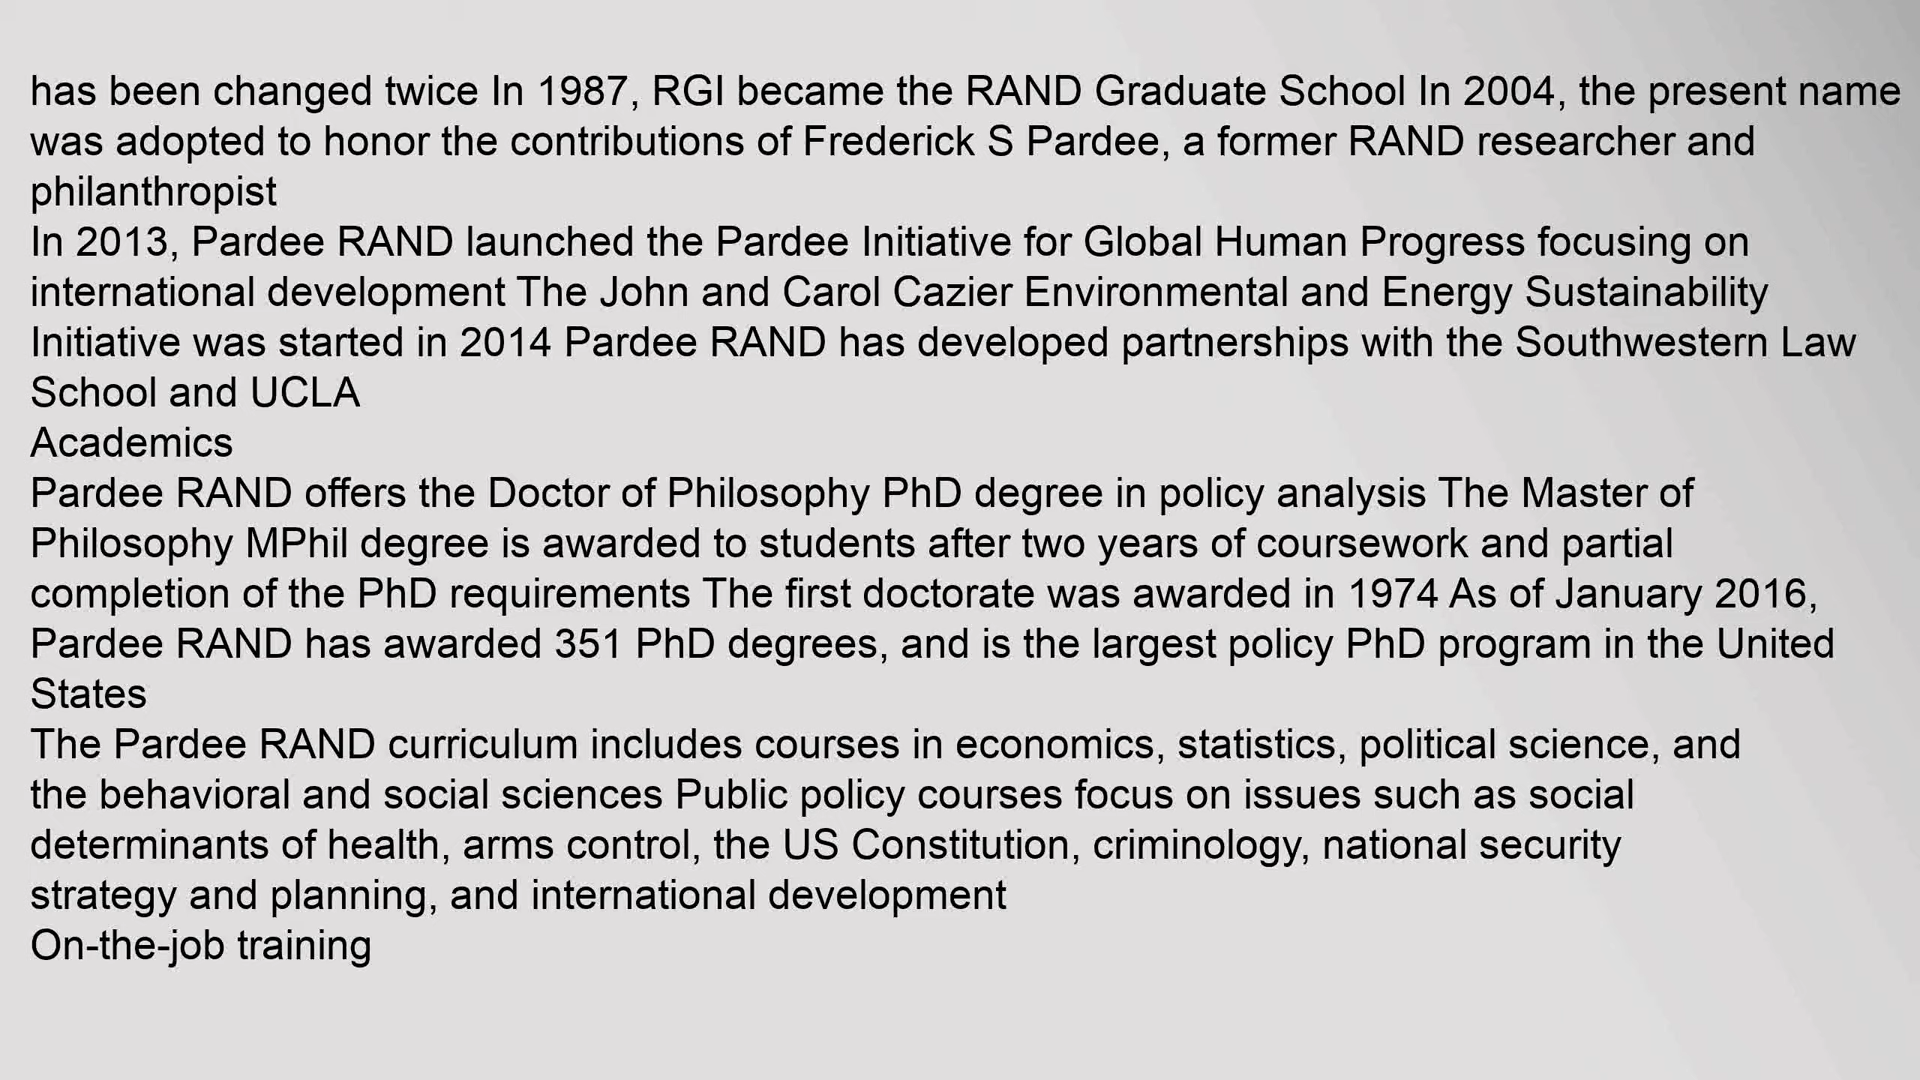 has been changed twice In 1987, RGI became the RAND Graduate School In 2004, the present name
was adopted to honor the contributions of Frederick S Pardee, a former RAND researcher and
philanthropist
In 2013, Pardee RAND launched the Pardee Initiative for Global Human Progress focusing on
international development The John and Carol Cazier Environmental and Energy Sustainability
Initiative was started in 2014 Pardee RAND has developed partnerships with the Southwestern Law
School and UCLA
Academics
Pardee RAND offers the Doctor of Philosophy PhD degree in policy analysis The Master of
Philosophy MPhil degree is awarded to students after two years of coursework and partial
completion of the PhD requirements The first doctorate was awarded in 1974 As of January 2016,
Pardee RAND has awarded 351 PhD degrees, and is the largest policy PhD program in the United
States
The Pardee RAND curriculum includes courses in economics, statistics, political science, and
the behavioral and social sciences Public policy courses focus on issues such as social
determinants of health, arms control, the US Constitution, criminology, national security
strategy and planning, and international development
On-the-job training